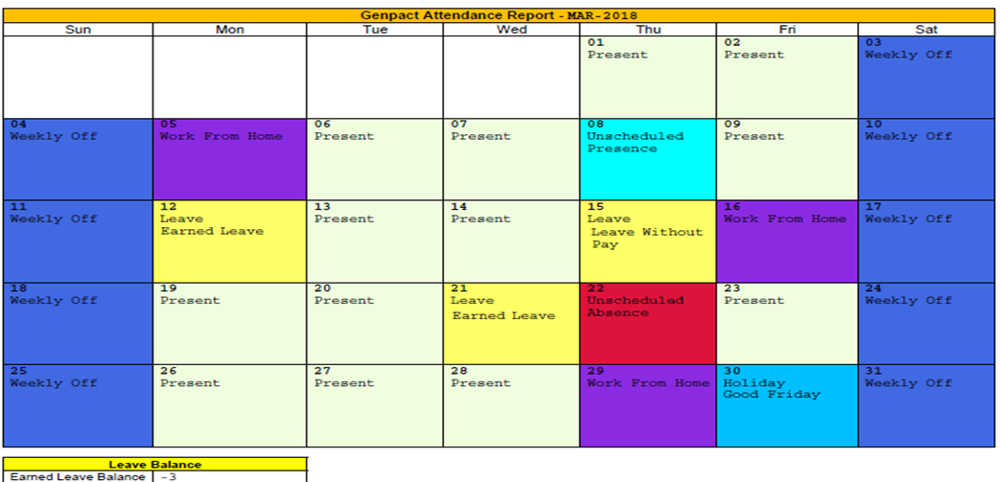 Genpact Attendance Report - MAR-2018
Sun Mon Tue Wed Thu Fri Sat
01 02 03
Present Present Weekly Off
04 05 06 07 08 09 10
Weekly Off Work From Home Present Present Unscheduled Present Weekly Off
Presence
11 12 13 14 15 16 17
Weekly Off Leave Present Present Leave Work From Home Weekly Off
Earned Leave Leave Without
Pay
18 19 20 21 22 23 24
Weekly Off Present Present Leave Unscheduled Present Weekly Off
Earned Leave Absence
25 26 27 28 29 30 31
Weekly Off Present Present Present Work From Home Holiday Weekly Off
Good Friday
Leave Balance
Earned Leave Balance -3